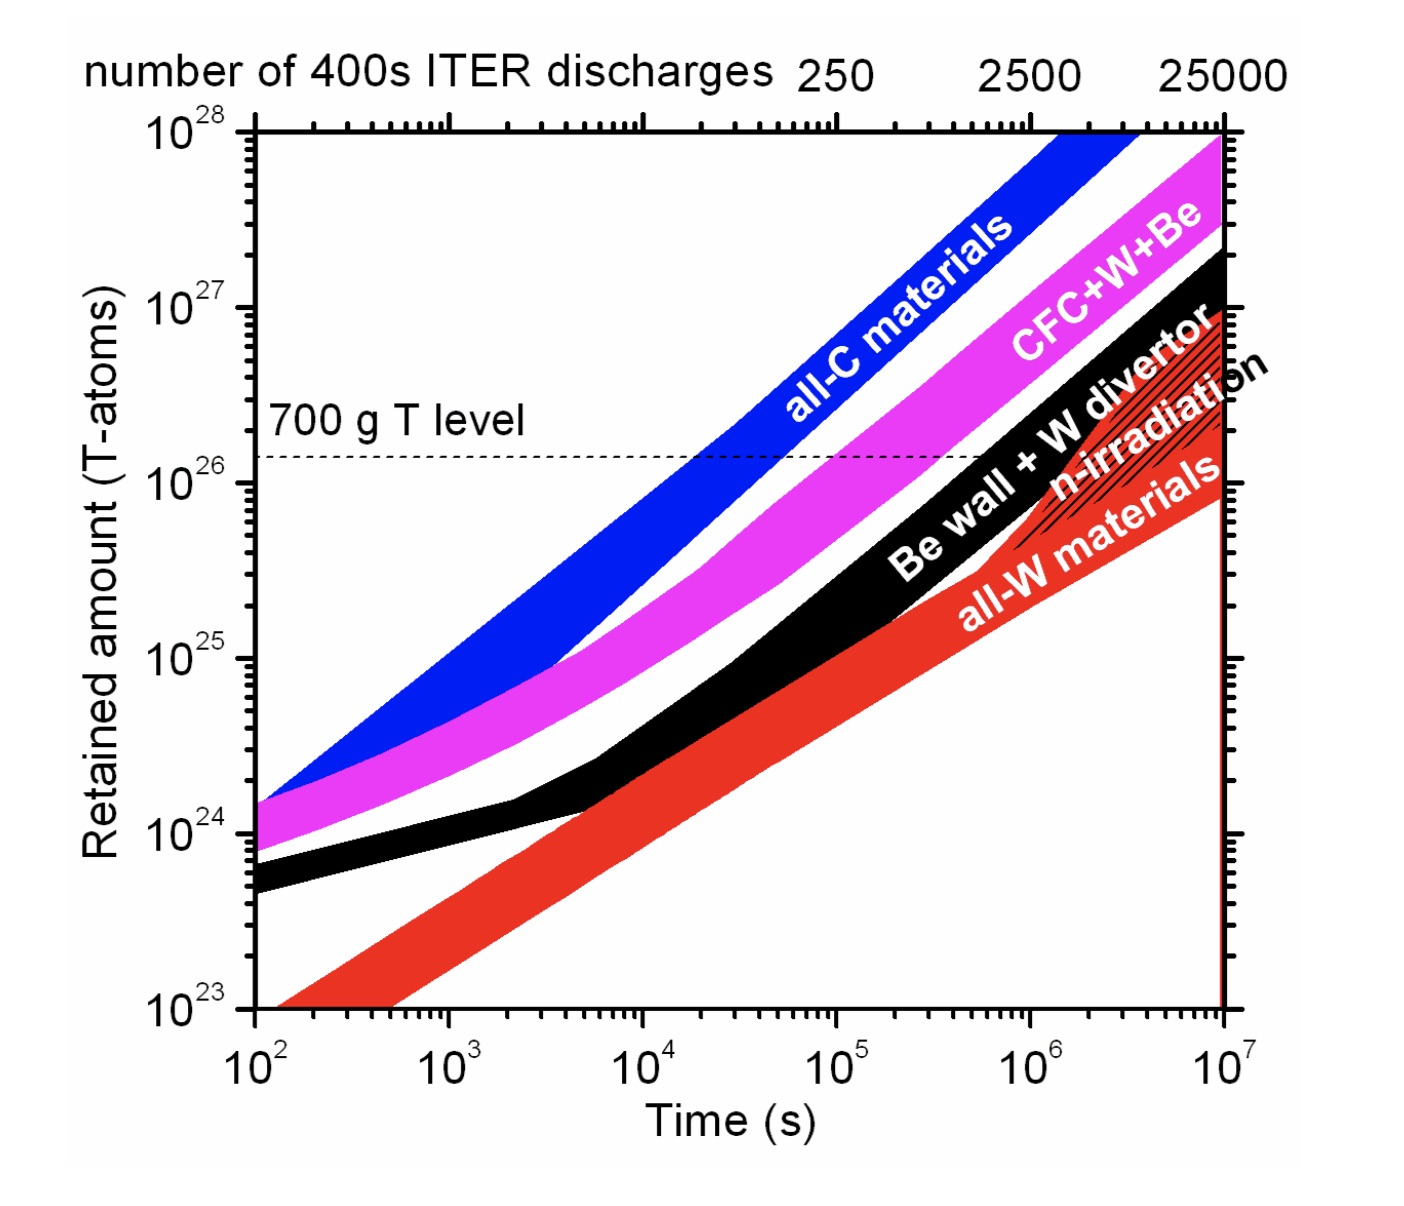 number of 400s ITER discharges 250 2500 25000
10^28
10^27
10^26
10^25
10^24
10^23
Retained amount (T-atoms)
700 g T level
all-C materials
CFC+W+Be
Be wall + W divertor
n-irradiation
all-W materials
10^2 10^3 10^4 10^5 10^6 10^7
Time (s)